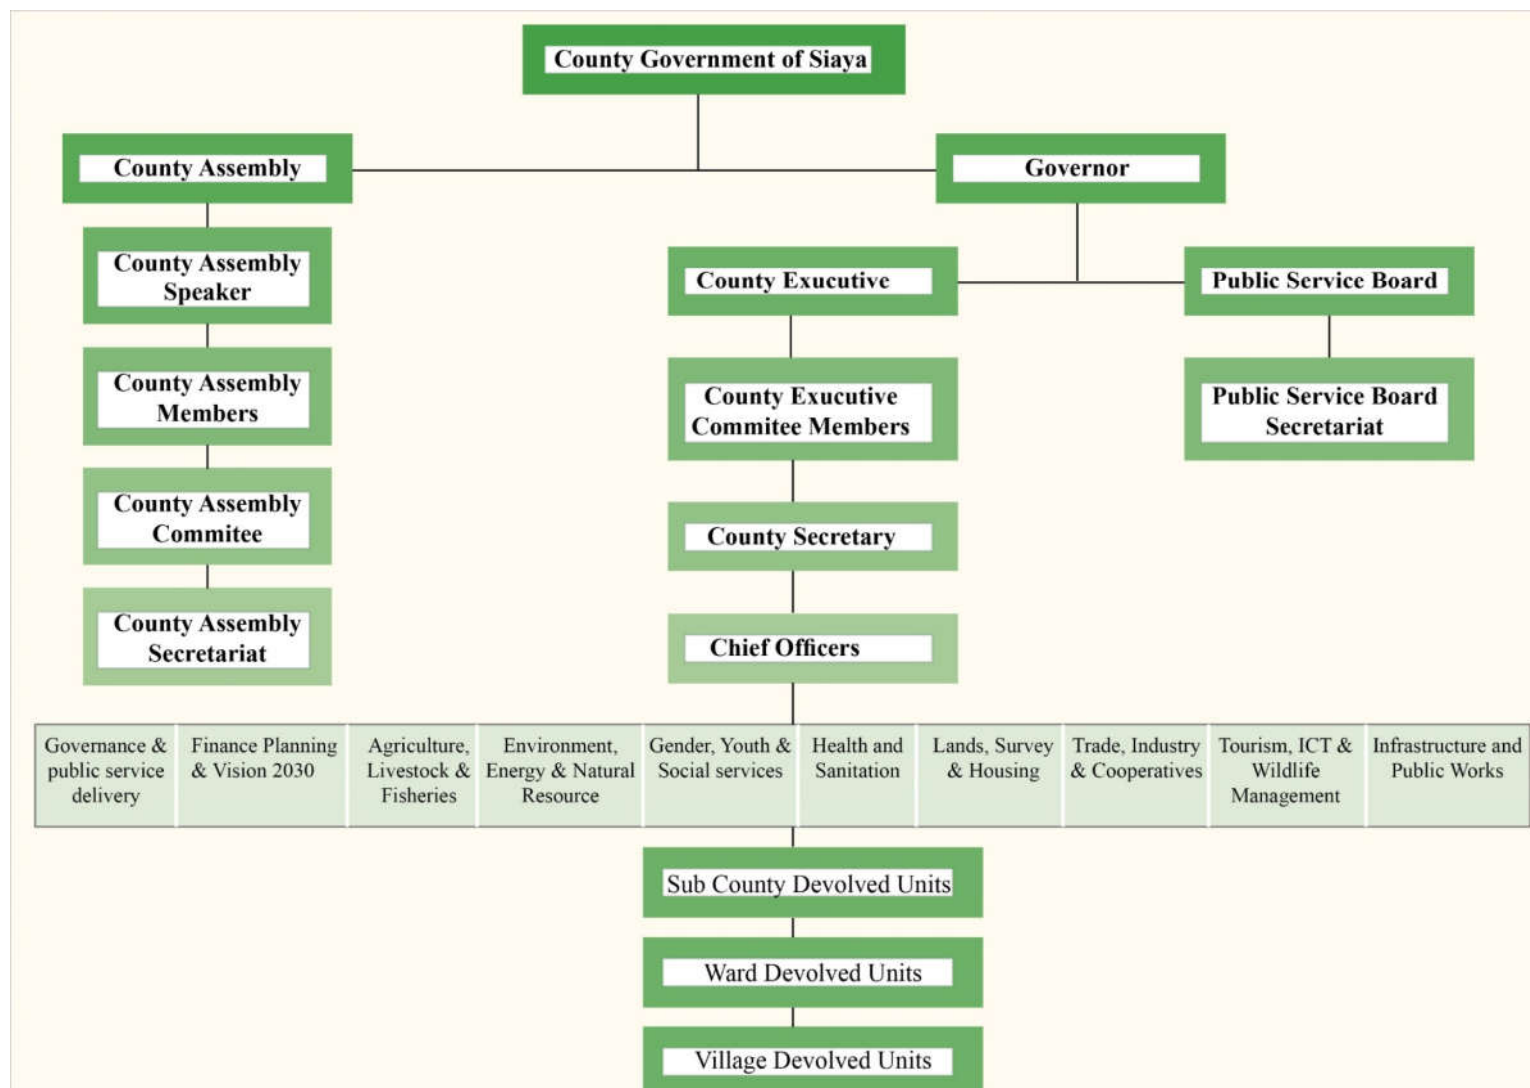 County Government of Siaya
County Assembly
Governor
County Assembly
Speaker
County Exucutive
Public Service Board
County Assembly
Members
County Exucutive
Commitee Members
Public Service Board
Secretariat
County Assembly
Commitee
County Secretary
County Assembly
Secretariat
Chief Officers
Governance &
public service
delivery
Finance Planning
& Vision 2030
Agriculture,
Livestock &
Fisheries
Environment,
Energy & Natural
Resource
Gender, Youth &
Social services
Health and
Sanitation
Lands, Survey
& Housing
Trade, Industry
& Cooperatives
Tourism, ICT &
Wildlife
Management
Infrastructure and
Public Works
Sub County Devolved Units
Ward Devolved Units
Village Devolved Units